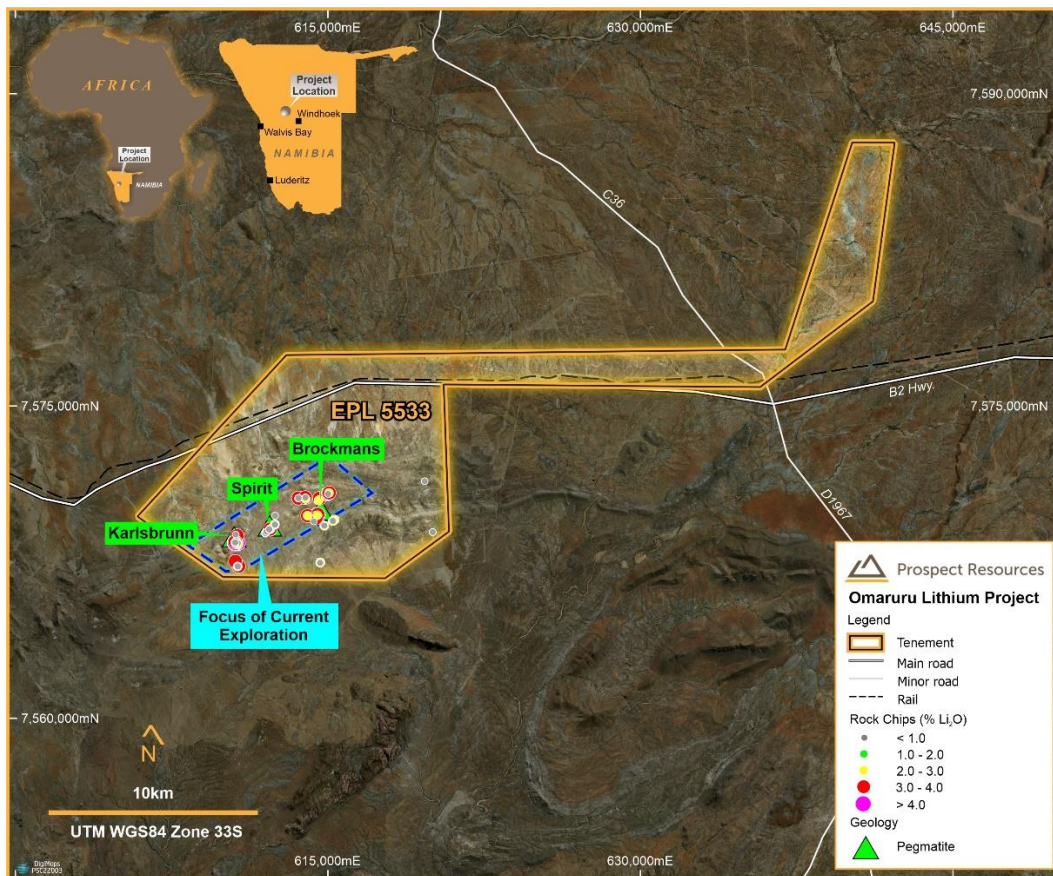 615,000mE
630,000mE
645,000mE
AFRICA
Project
Location
NAMIBIA
Project
Location
Windhoek
Walvis Bay
NAMIBIA
Luderitz
7,590,000mN
C36
B2 Hwy.
7,575,000mN
7,575,000mN
EPL 5533
Brockmans
Spirit
Karlsbrunn
D1967
Focus of Current
Exploration
7,560,000mN
N
10km
UTM WGS84 Zone 33S
DigiMaps
PSC22D03
615,000mE
630,000mE
Prospect Resources
Omaruru Lithium Project
Legend
Tenement
Main road
Minor road
Rail
Rock Chips (% Li₂O)
< 1.0
1.0 - 2.0
2.0 - 3.0
3.0 - 4.0
> 4.0
Geology
Pegmatite